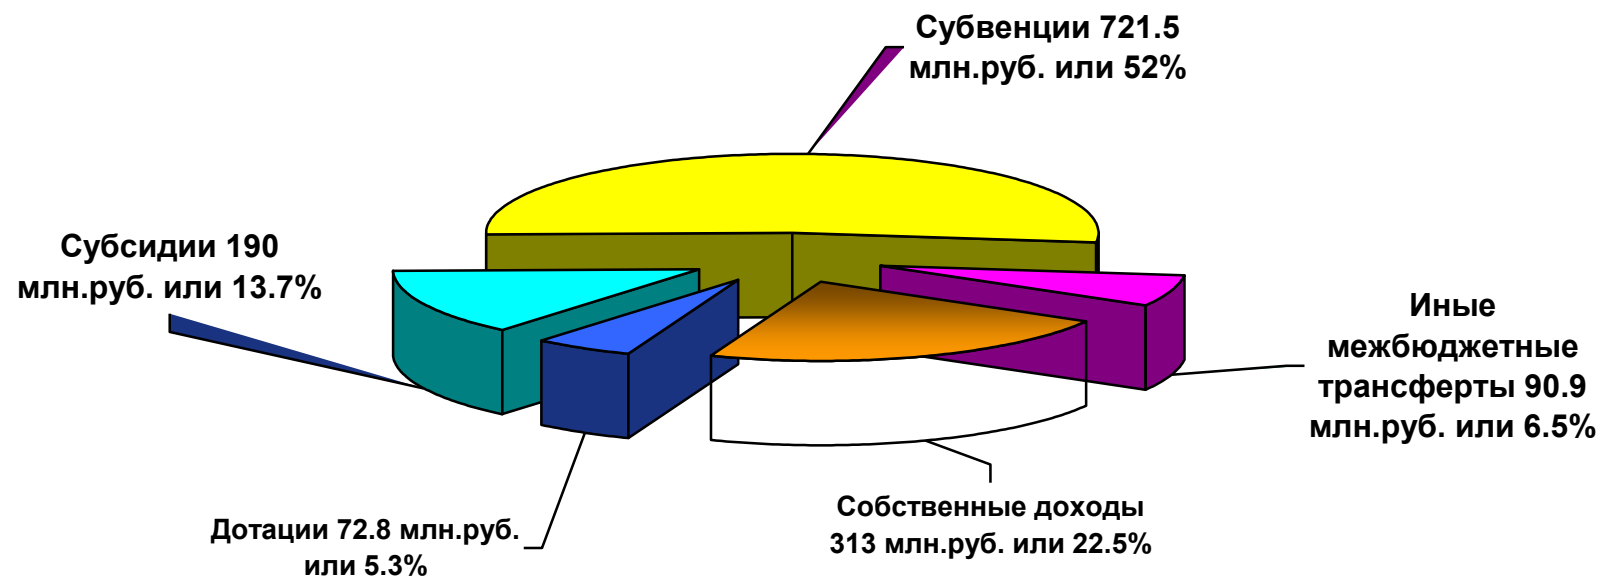 Субвенции 721.5
млн.руб. или 52%
Субсидии 190
млн.руб. или 13.7%
Иные
межбюджетные
трансферты 90.9
млн.руб. или 6.5%
Собственные доходы
313 млн.руб. или 22.5%
Дотации 72.8 млн.руб.
или 5.3%